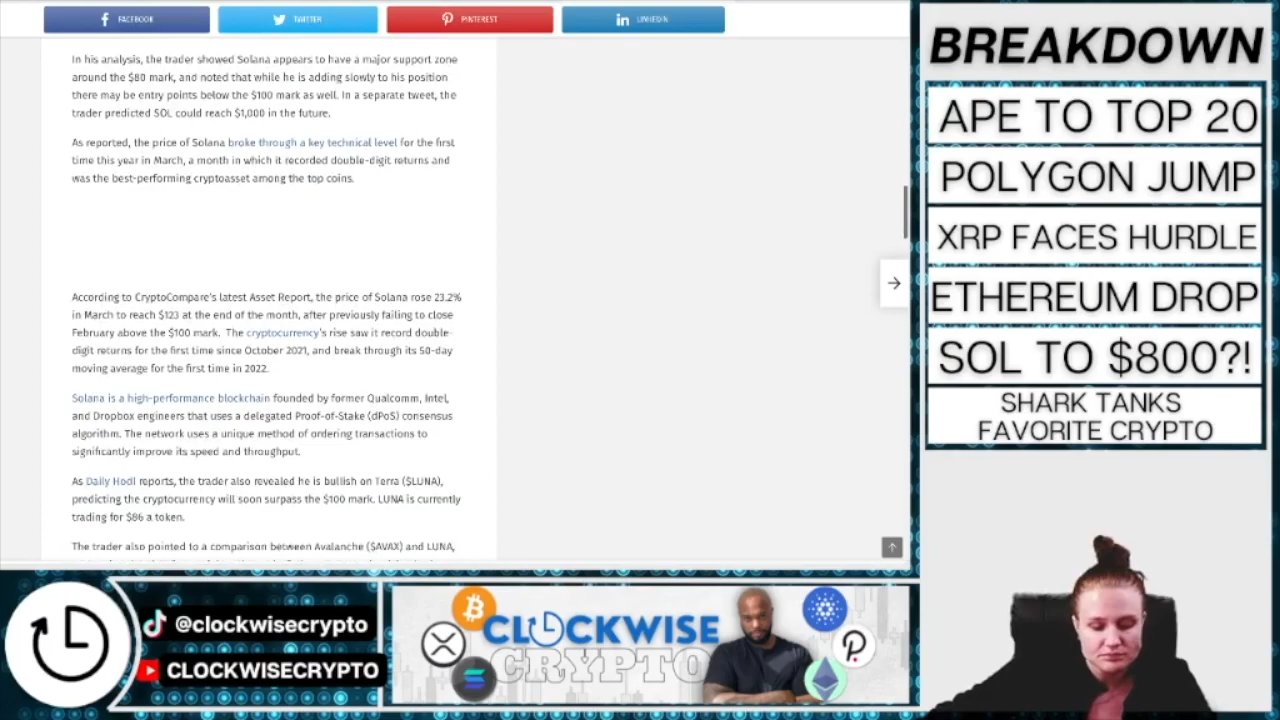 FACEBOOK
TWITTER
PINTEREST
LINKEDIN
In his analysis, the trader showed Solana appears to have a major support zone
around the $80 mark, and noted that while he is adding slowly to his position
there may be entry points below the $100 mark as well. In a separate tweet, the
trader predicted SOL could reach $1,000 in the future.
As reported, the price of Solana broke through a key technical level for the first
time this year in March, a month in which it recorded double-digit returns and
was the best-performing cryptoasset among the top coins.
According to CryptoCompare's latest Asset Report, the price of Solana rose 23.2%
in March to reach $123 at the end of the month, after previously failing to close
February above the $100 mark. The cryptocurrency's rise saw it record double-
digit returns for the first time since October 2021, and break through its 50-day
moving average for the first time in 2022.
Solana is a high-performance blockchain founded by former Qualcomm, Intel,
and Dropbox engineers that uses a delegated Proof-of-Stake (dPoS) consensus
algorithm. The network uses a unique method of ordering transactions to
significantly improve its speed and throughput.
As Daily Hodl reports, the trader also revealed he is bullish on Terra ($LUNA),
predicting the cryptocurrency will soon surpass the $100 mark. LUNA is currently
trading for $86 a token.
The trader also pointed to a comparison between Avalanche ($AVAX) and LUNA,
BREAKDOWN
APE TO TOP 20
POLYGON JUMP
XRP FACES HURDLE
ETHEREUM DROP
SOL TO $800?!
SHARK TANKS
FAVORITE CRYPTO
@clockwisecrypto
CLOCKWISECRYPTO
CLOCKWISE
CRYPTO